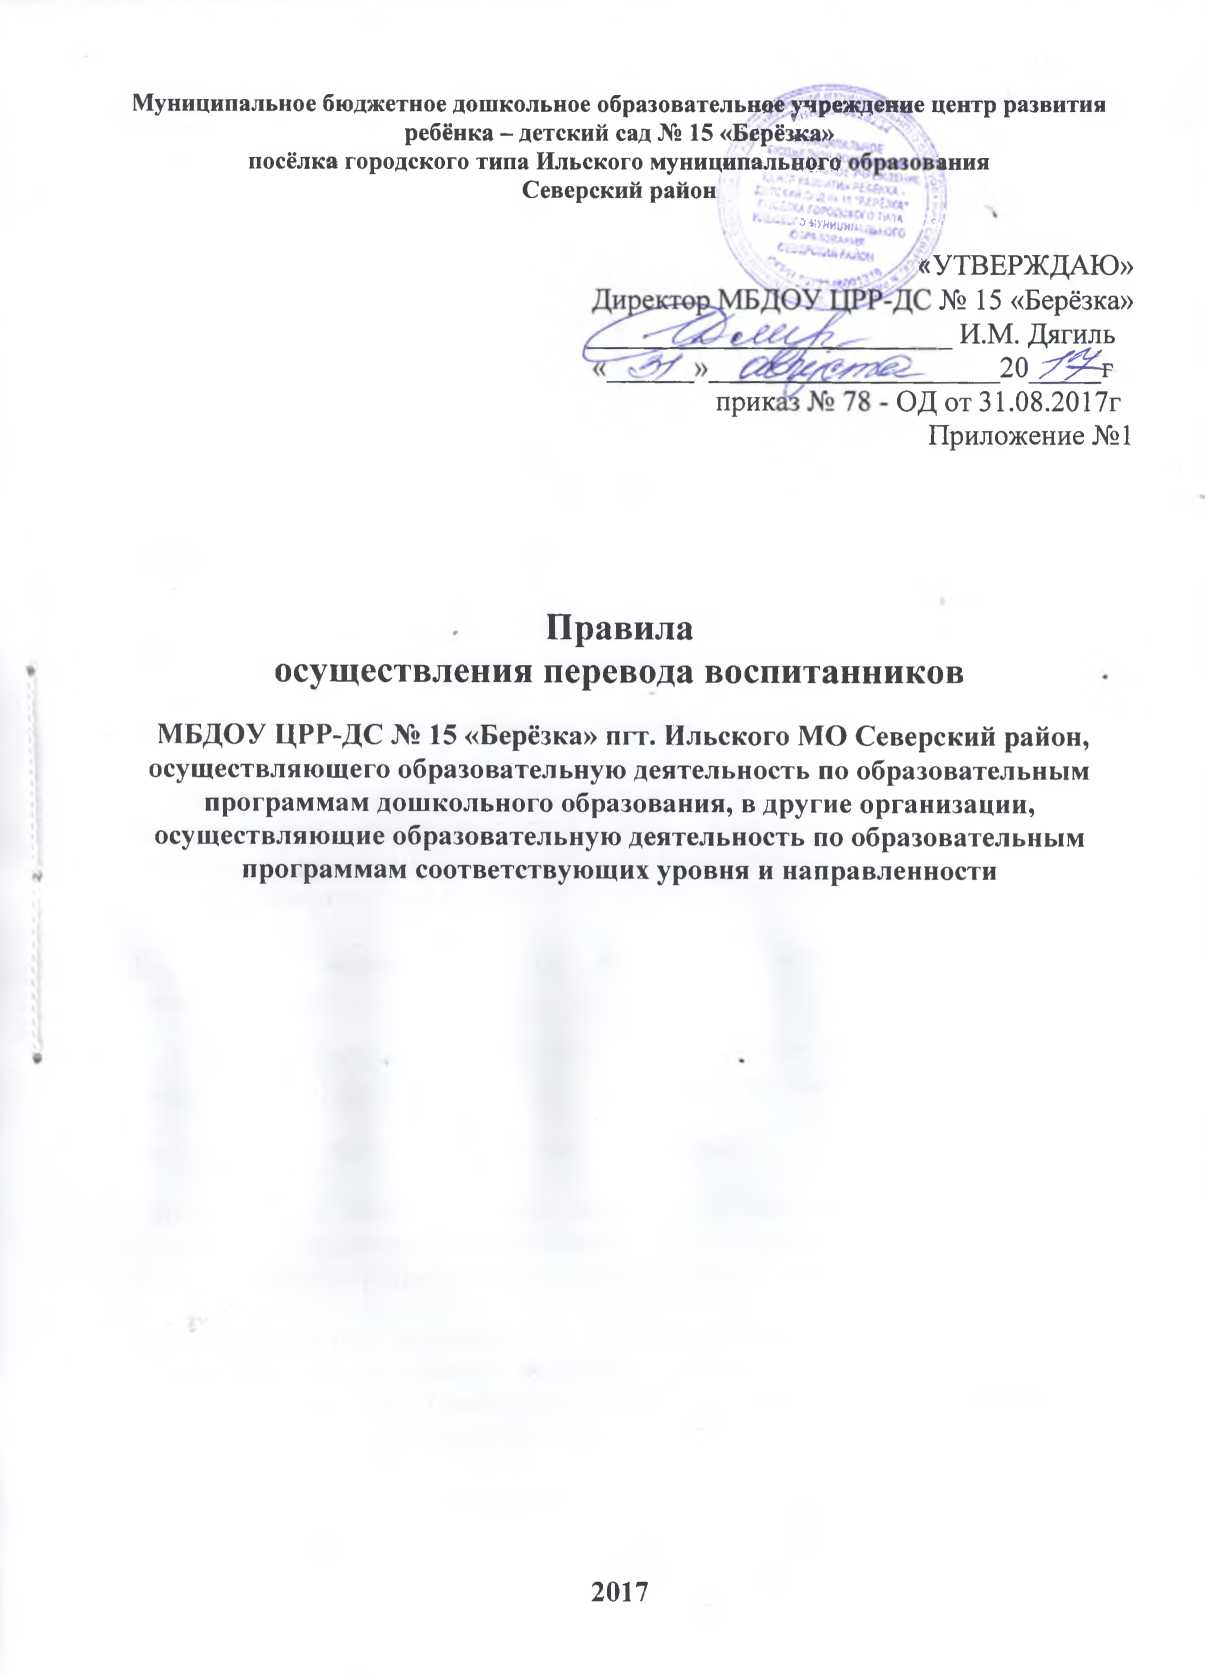 Муниципальное бюджетное дошкольное образовательное учреждение центр развития
ребёнка – детский сад № 15 «Берёзка»
посёлка городского типа Ильского муниципального образования
Северский район
«УТВЕРЖДАЮ»
Директор МБДОУ ЦРР-ДС № 15 «Берёзка»
И.М. Дягиль
« 31 » августа 2017г
приказ № 78 - ОД от 31.08.2017г
Приложение №1
Правила
осуществления перевода воспитанников
МБДОУ ЦРР-ДС № 15 «Берёзка» пгт. Ильского МО Северский район,
осуществляющего образовательную деятельность по образовательным
программам дошкольного образования, в другие организации,
осуществляющие образовательную деятельность по образовательным
программам соответствующих уровня и направленности
2017